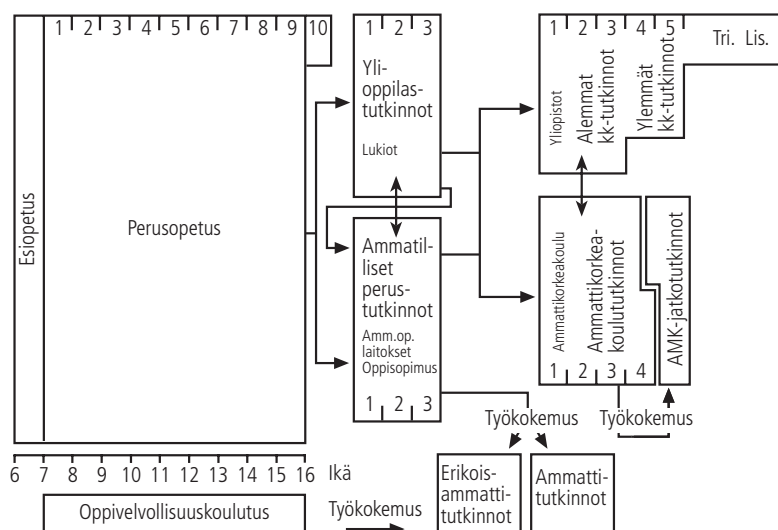 1 2 3 4 5 6 7 8 9 10
Esiopetus
Perusopetus
1 2 3
Yli-
oppilas-
tutkinnot
Lukiot
Ammatil-
liset
perus-
tutkinnot
Amm.op.
laitokset
Oppisopimus
1 2 3
1 2 3 4 5
Tri. Lis.
Yliopistot
Alemmat
kk-tutkinnot
Ylemmät
kk-tutkinnot
Ammattikorkeakoulu
Ammattikorkea-
koulututkinnot
AMK-jatkotutkinnot
1 2 3 4
Työkokemus
Työkokemus
6 7 8 9 10 11 12 13 14 15 16 Ikä
Oppivelvollisuuskoulutus
Työkokemus
Erikois-
ammatti-
tutkinnot
Ammatti-
tutkinnot